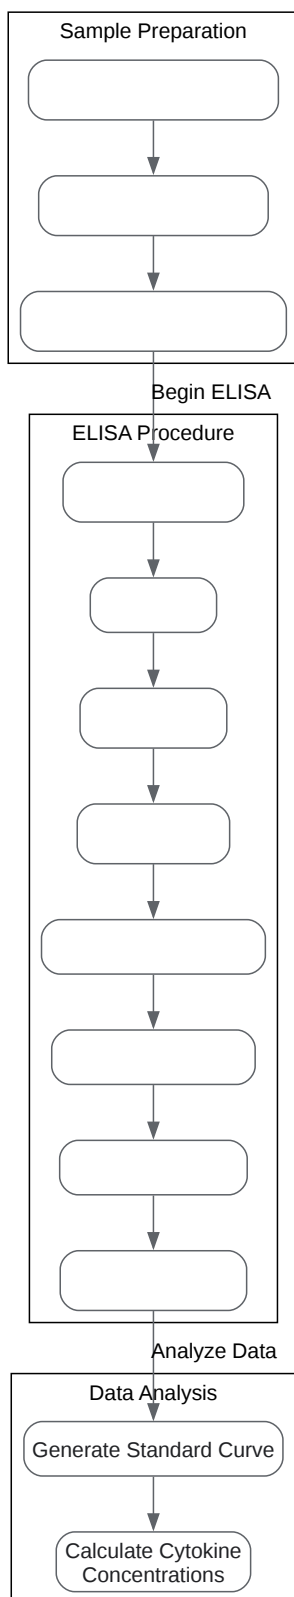 Sample Preparation
Begin ELISA
ELISA Procedure
Analyze Data
Data Analysis
Generate Standard Curve
Calculate Cytokine
Concentrations